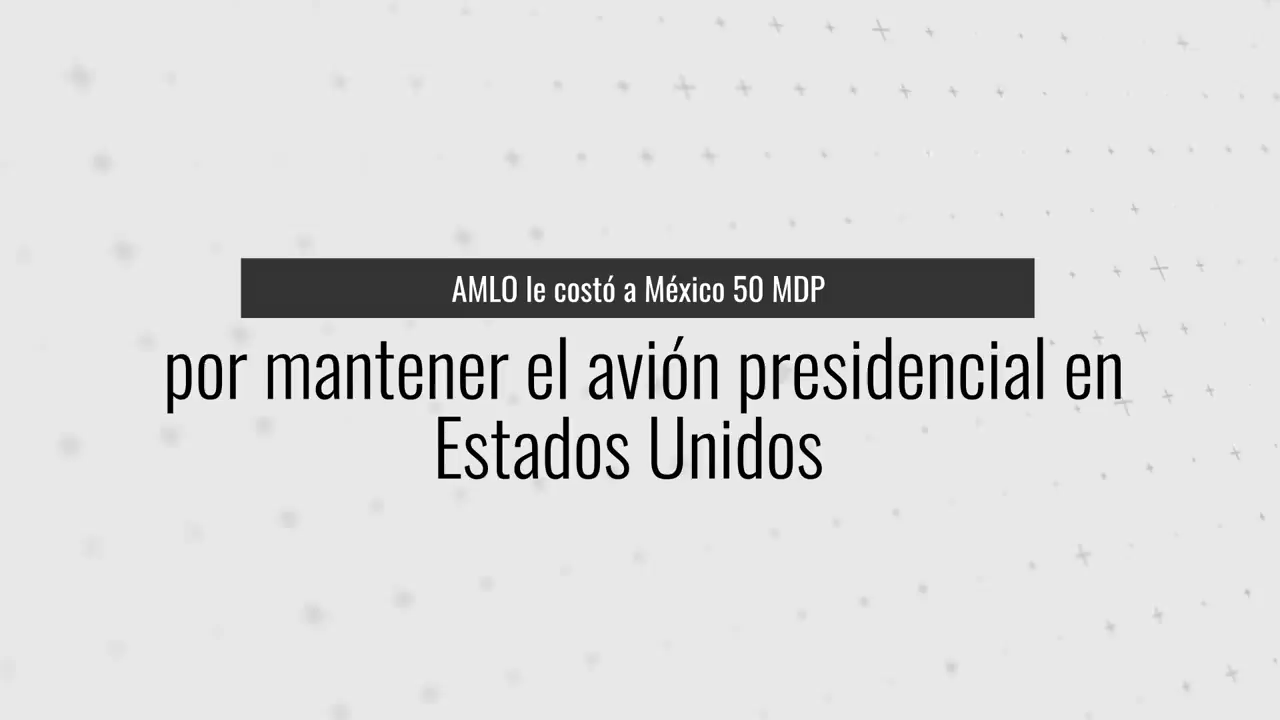 AMLO le costó a México 50 MDP
por mantener el avión presidencial en
Estados Unidos